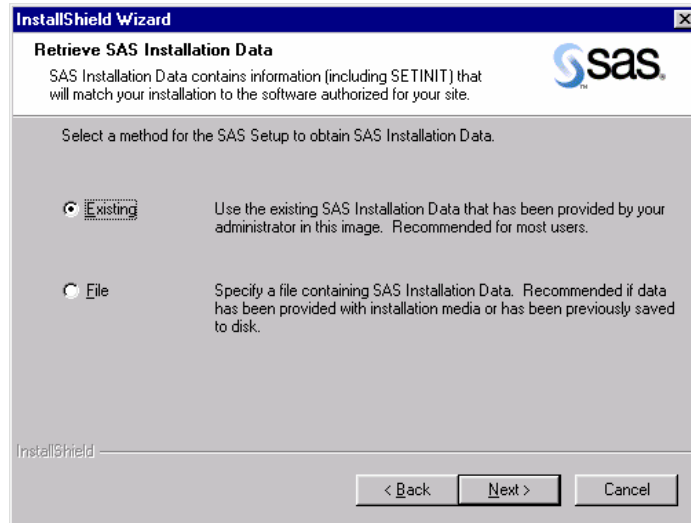 InstallShield Wizard
Retrieve SAS Installation Data
SAS Installation Data contains information (including SETINIT) that
will match your installation to the software authorized for your site.
sas.
TM
Select a method for the SAS Setup to obtain SAS Installation Data.
Existing
Use the existing SAS Installation Data that has been provided by your
administrator in this image. Recommended for most users.
File
Specify a file containing SAS Installation Data. Recommended if data
has been provided with installation media or has been previously saved
to disk.
InstallShield
< Back
Next >
Cancel